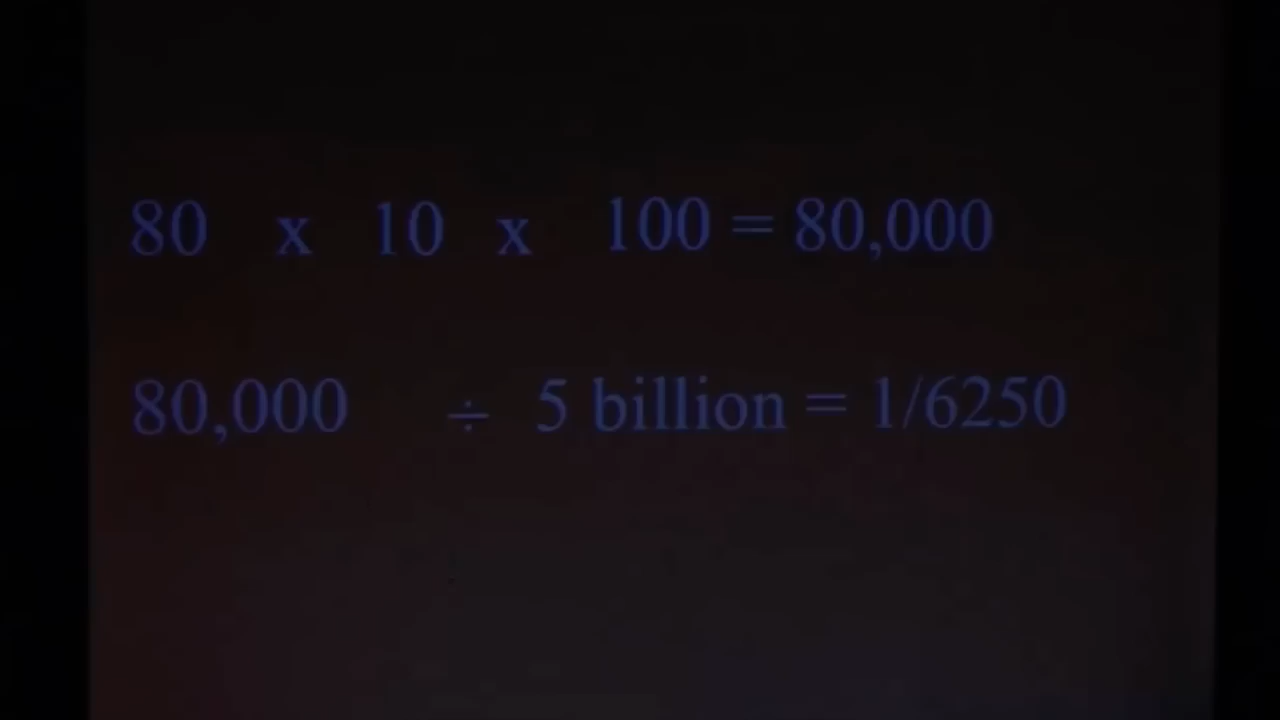 80 x 10 x 100 = 80,000
80,000 ÷ 5 billion = 1/6250